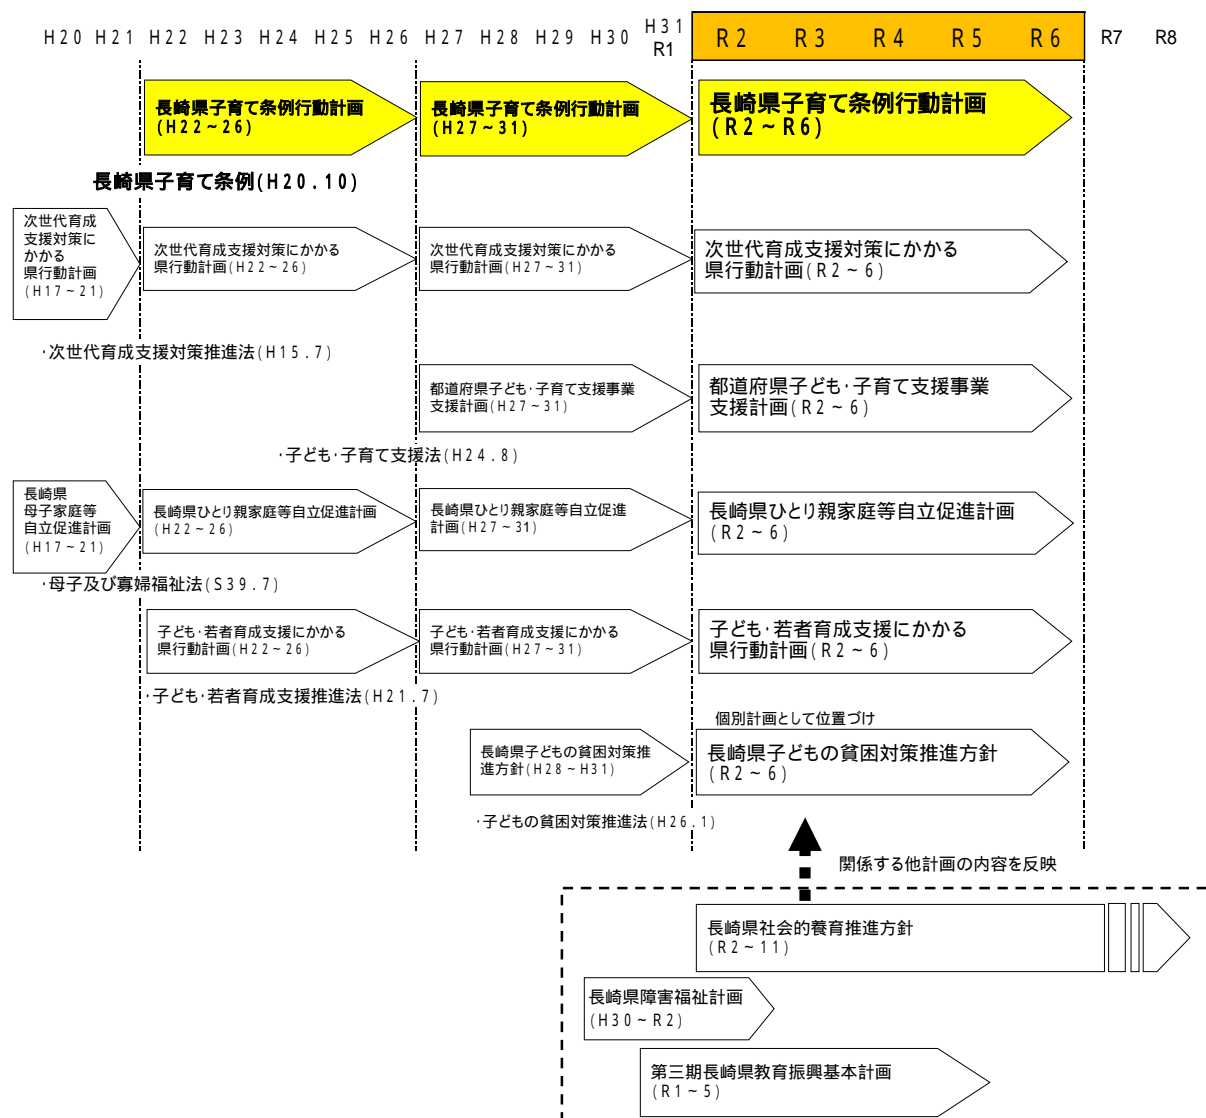 H20 H21 H22 H23 H24 H25 H26 H27 H28 H29 H30 H31 R1 R2 R3 R4 R5 R6 R7 R8
長崎県子育て条例行動計画
(H22~26)
長崎県子育て条例行動計画
(H27~31)
長崎県子育て条例行動計画
(R2~R6)
長崎県子育て条例(H20.10)
次世代育成
支援対策に
かかる
県行動計画
(H17~21)
次世代育成支援対策にかかる
県行動計画(H22~26)
次世代育成支援対策にかかる
県行動計画(H27~31)
次世代育成支援対策にかかる
県行動計画(R2~6)
・次世代育成支援対策推進法(H15.7)
都道府県子ども・子育て支援事業
支援計画(H27~31)
都道府県子ども・子育て支援事業
支援計画(R2~6)
・子ども・子育て支援法(H24.8)
長崎県
母子家庭等
自立促進計画
(H17~21)
長崎県ひとり親家庭等自立促進計画
(H22~26)
長崎県ひとり親家庭等自立促進
計画(H27~31)
長崎県ひとり親家庭等自立促進計画
(R2~6)
・母子及び寡婦福祉法(S39.7)
子ども・若者育成支援にかかる
県行動計画(H22~26)
子ども・若者育成支援にかかる
県行動計画(H27~31)
子ども・若者育成支援にかかる
県行動計画(R2~6)
・子ども・若者育成支援推進法(H21.7)
個別計画として位置づけ
長崎県子どもの貧困対策推
進方針(H28~H31)
長崎県子どもの貧困対策推進方針
(R2~6)
・子どもの貧困対策推進法(H26.1)
関係する他計画の内容を反映
長崎県社会的養育推進方針
(R2~11)
長崎県障害福祉計画
(H30~R2)
第三期長崎県教育振興基本計画
(R1~5)